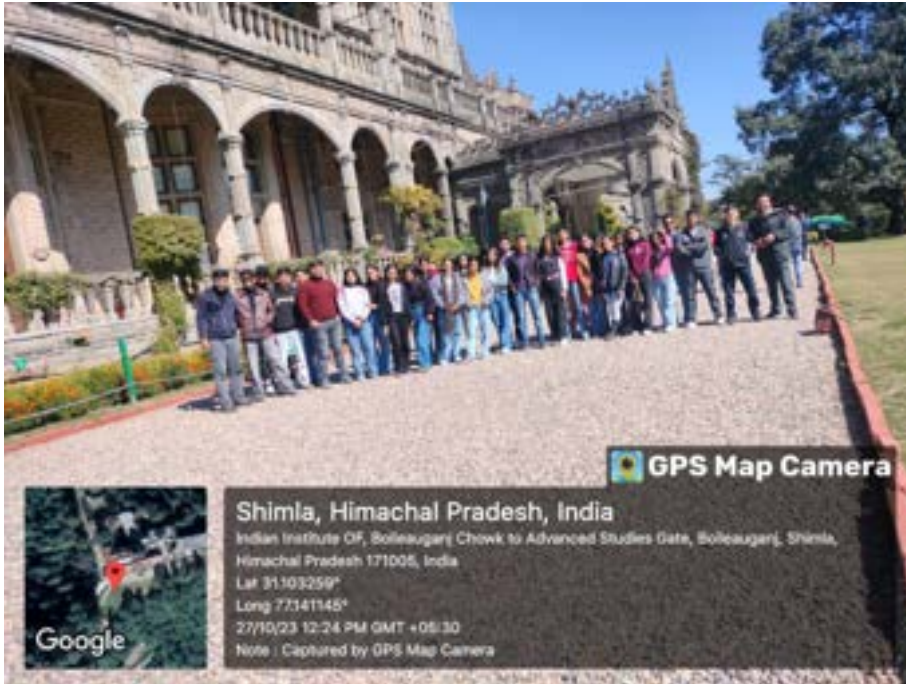 GPS Map Camera
Shimla, Himachal Pradesh, India
Indian Institute OF, Boileauganj Chowk to Advanced Studies Gate, Boileauganj, Shimla,
Himachal Pradesh 171005, India
Lat 31.103259°
Long 77.141145°
27/10/23 12:24 PM GMT +05:30
Note : Captured by GPS Map Camera
Google